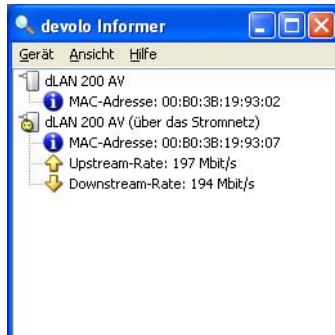 devolo Informer
Gerät Ansicht Hilfe
dLAN 200 AV
MAC-Adresse: 00:B0:3B:19:93:02
dLAN 200 AV (über das Stromnetz)
MAC-Adresse: 00:B0:3B:19:93:07
Upstream-Rate: 197 Mbit/s
Downstream-Rate: 194 Mbit/s